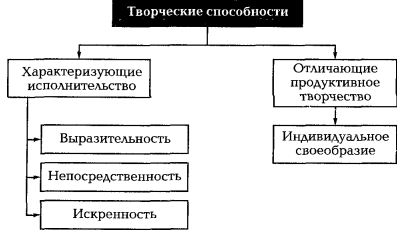 Творческие способности
Характеризующие
исполнительство
Выразительность
Непосредственность
Искренность
Отличающие
продуктивное
творчество
Индивидуальное
своеобразие